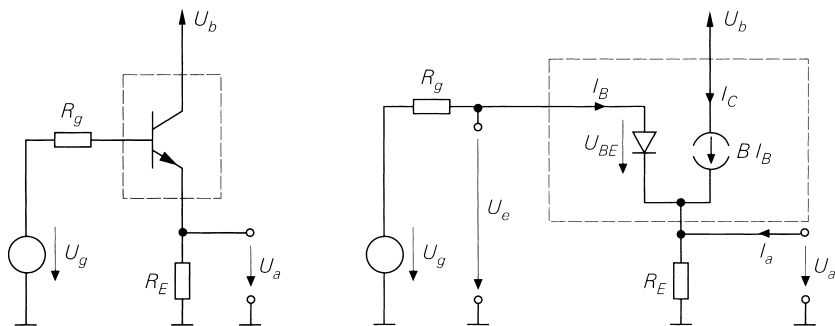 U_b
R_g
U_g
R_E
U_a
U_b
R_g
I_B
I_C
U_BE
B I_B
U_e
U_g
I_a
R_E
U_a